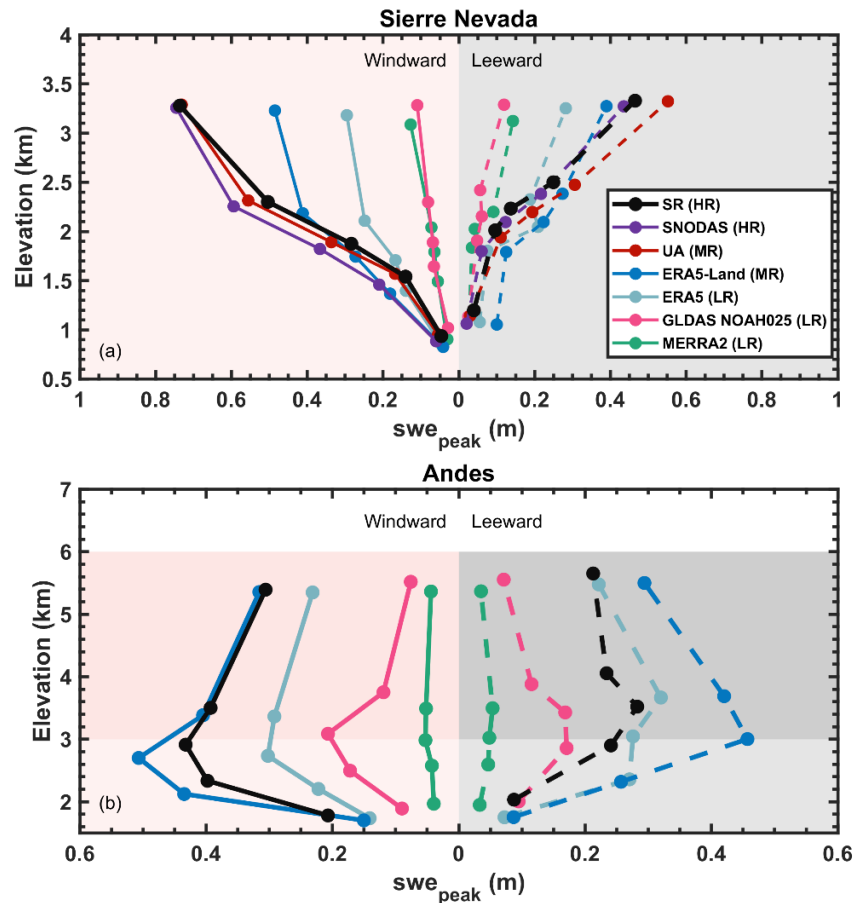 Sierre Nevada
4
3.5
3
2.5
2
1.5
1
0.5
Elevation (km)
Windward
Leeward
SR (HR)
SNODAS (HR)
UA (MR)
ERA5-Land (MR)
ERA5 (LR)
GLDAS NOAH025 (LR)
MERRA2 (LR)
(a)
1 0.8 0.6 0.4 0.2 0 0.2 0.4 0.6 0.8 1
swe_peak (m)
Andes
7
6
5
4
3
2
Elevation (km)
Windward
Leeward
(b)
0.6 0.4 0.2 0 0.2 0.4 0.6
swe_peak (m)